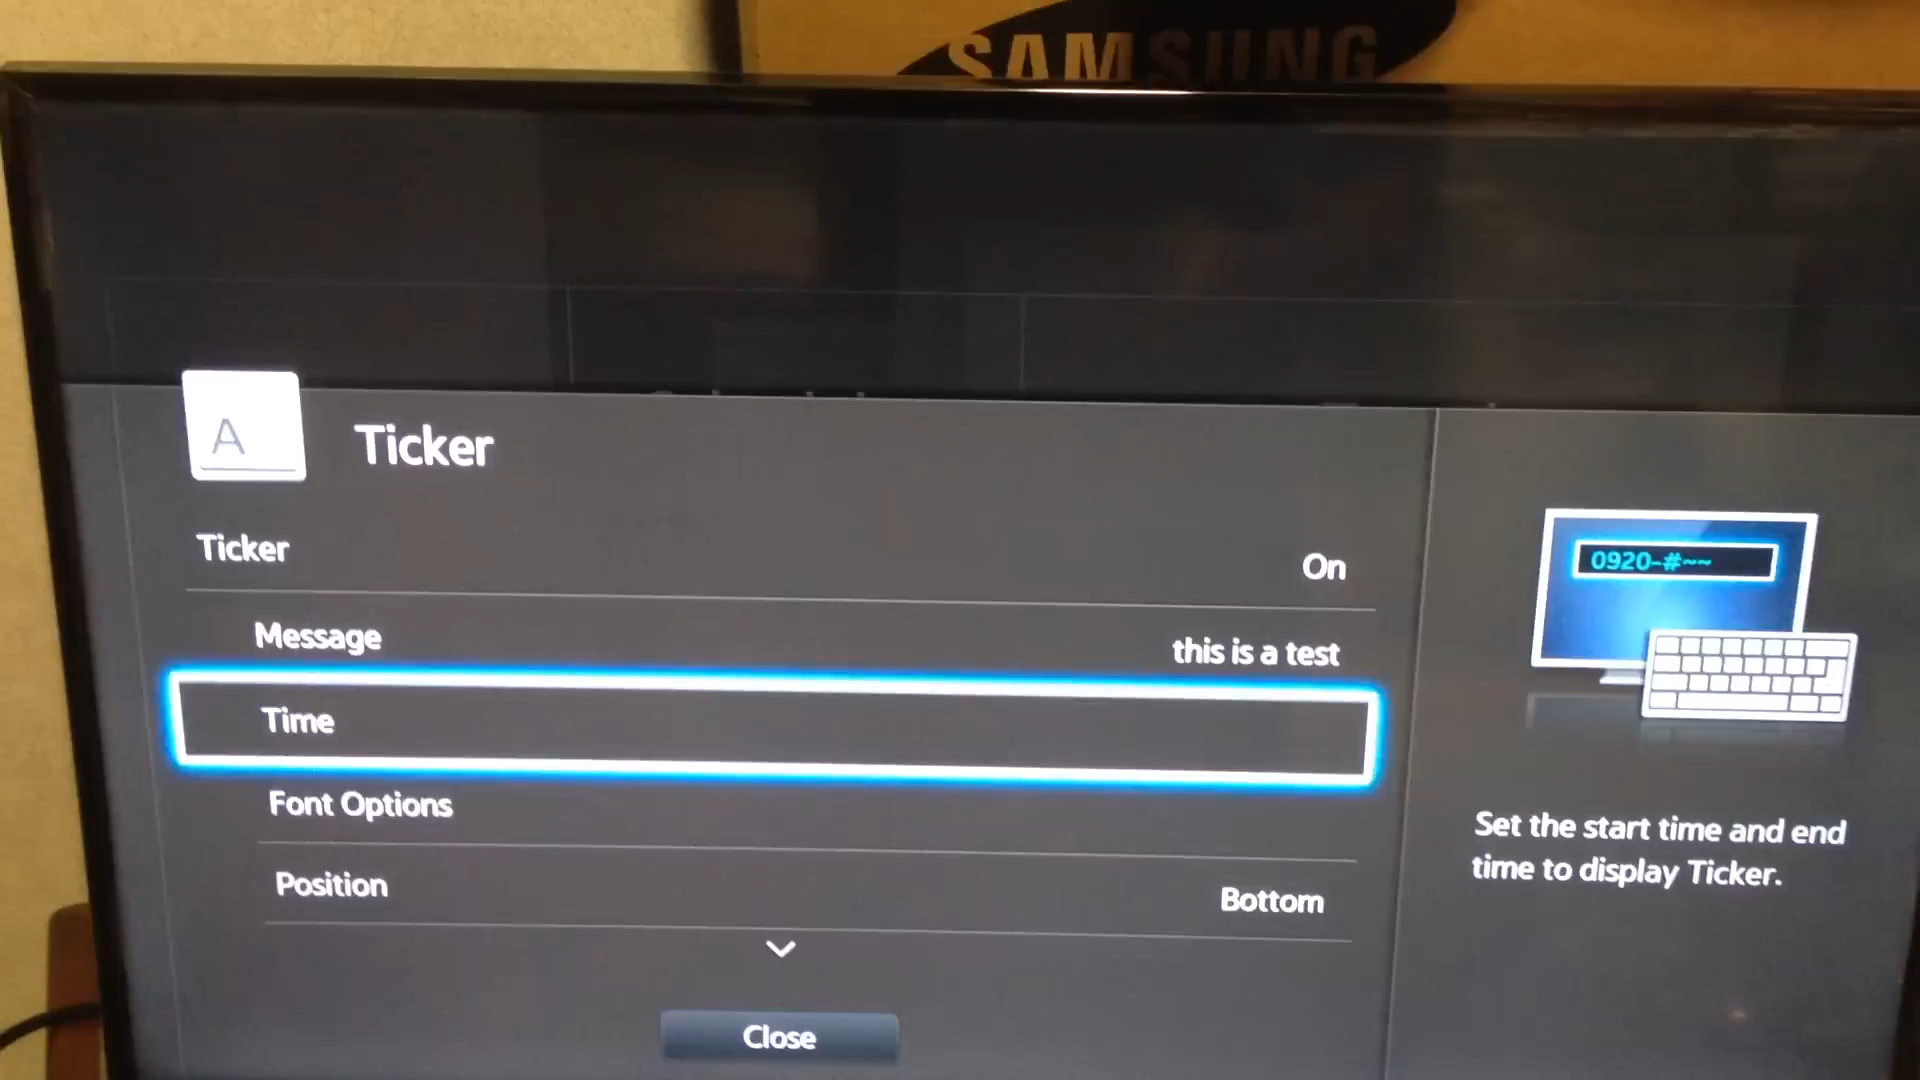 SAMSUNG
A
Ticker
Ticker On
Message this is a test
Time
Font Options
Position Bottom
Close
0920-#~~
Set the start time and end
time to display Ticker.